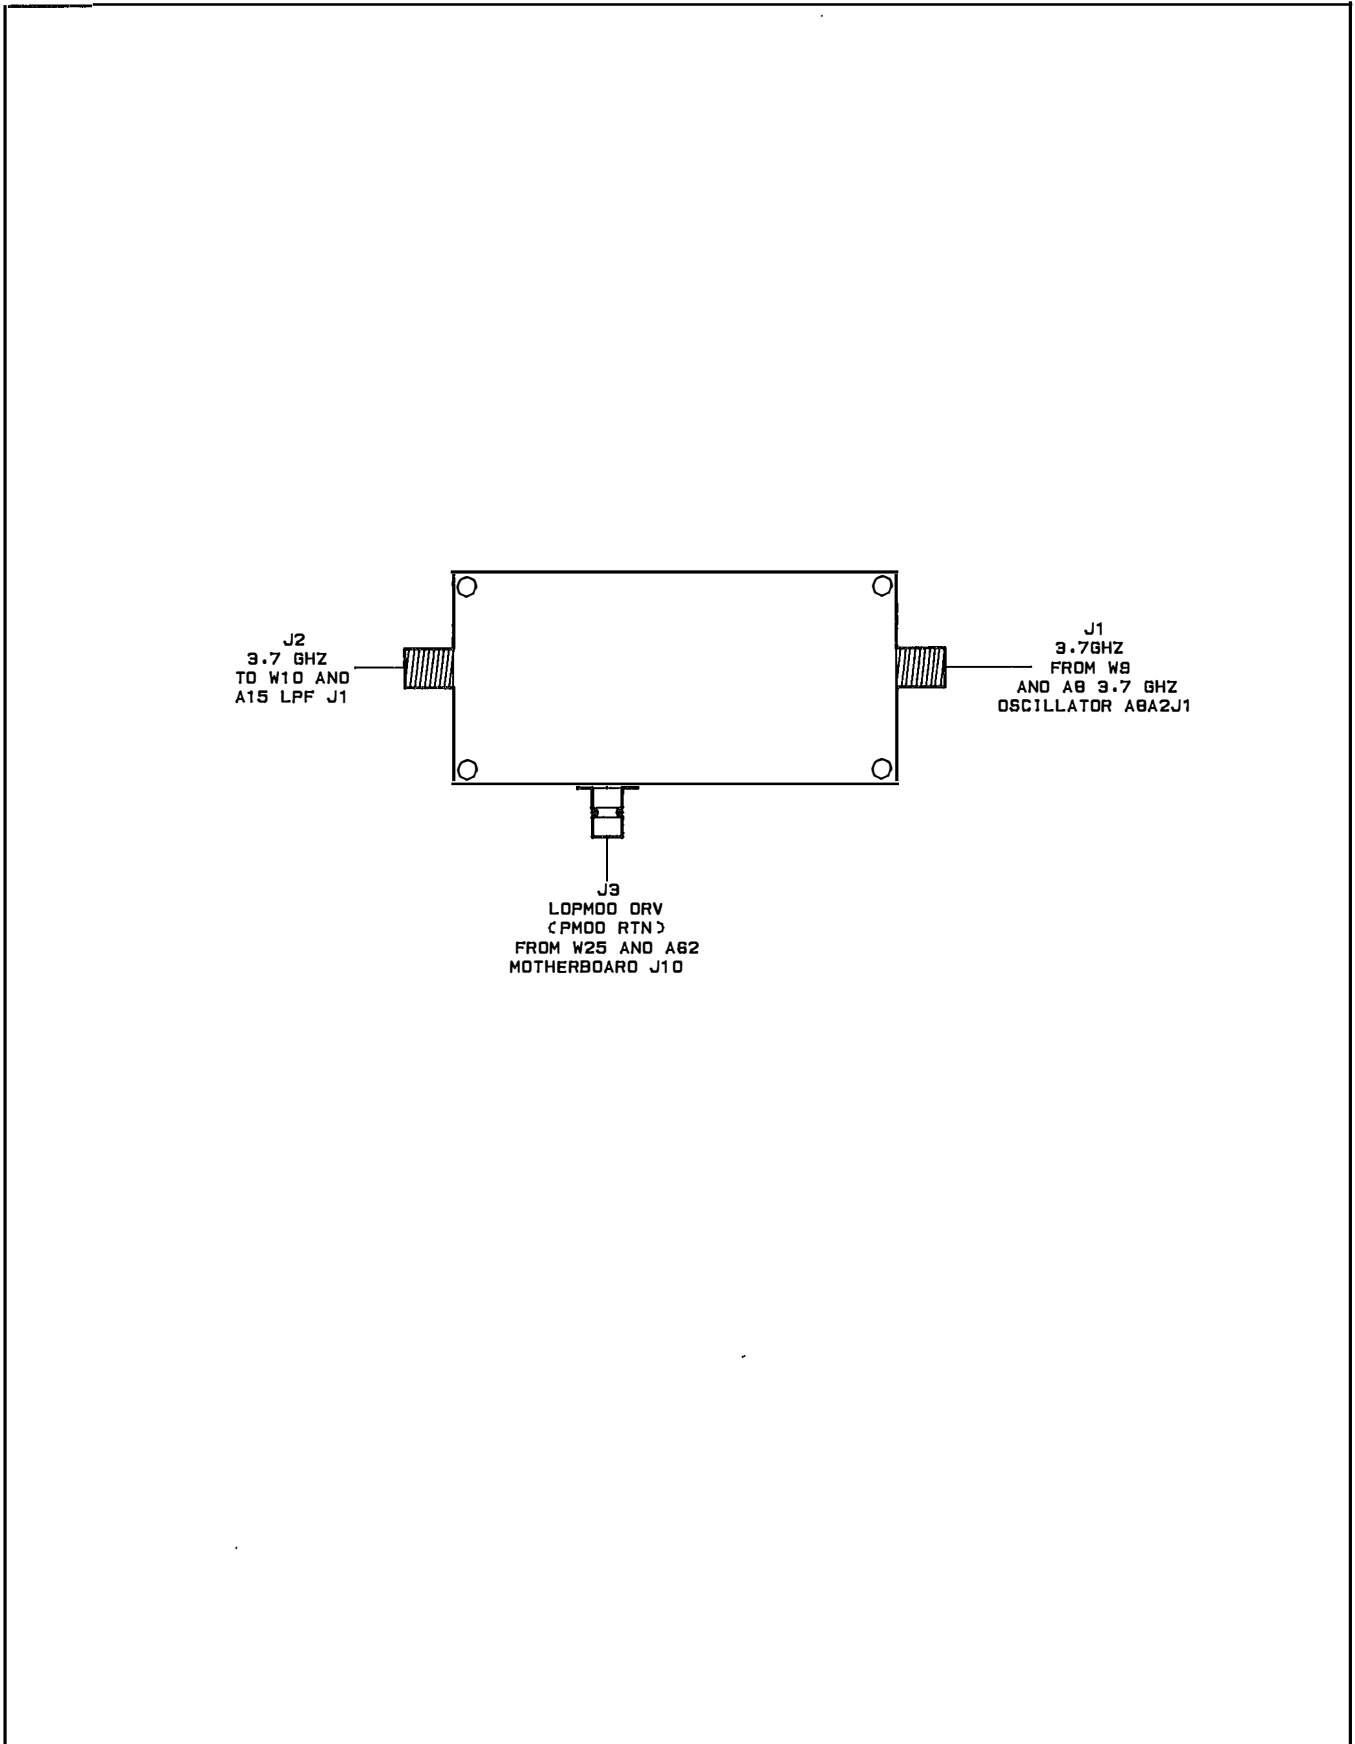 J2
3.7 GHZ
TO W10 AND
A15 LPF J1
J1
3.7GHZ
FROM W9
AND A8 3.7 GHZ
OSCILLATOR A8A2J1
J3
LOPMOD DRV
(PMOD RTN)
FROM W25 AND A62
MOTHERBOARD J10